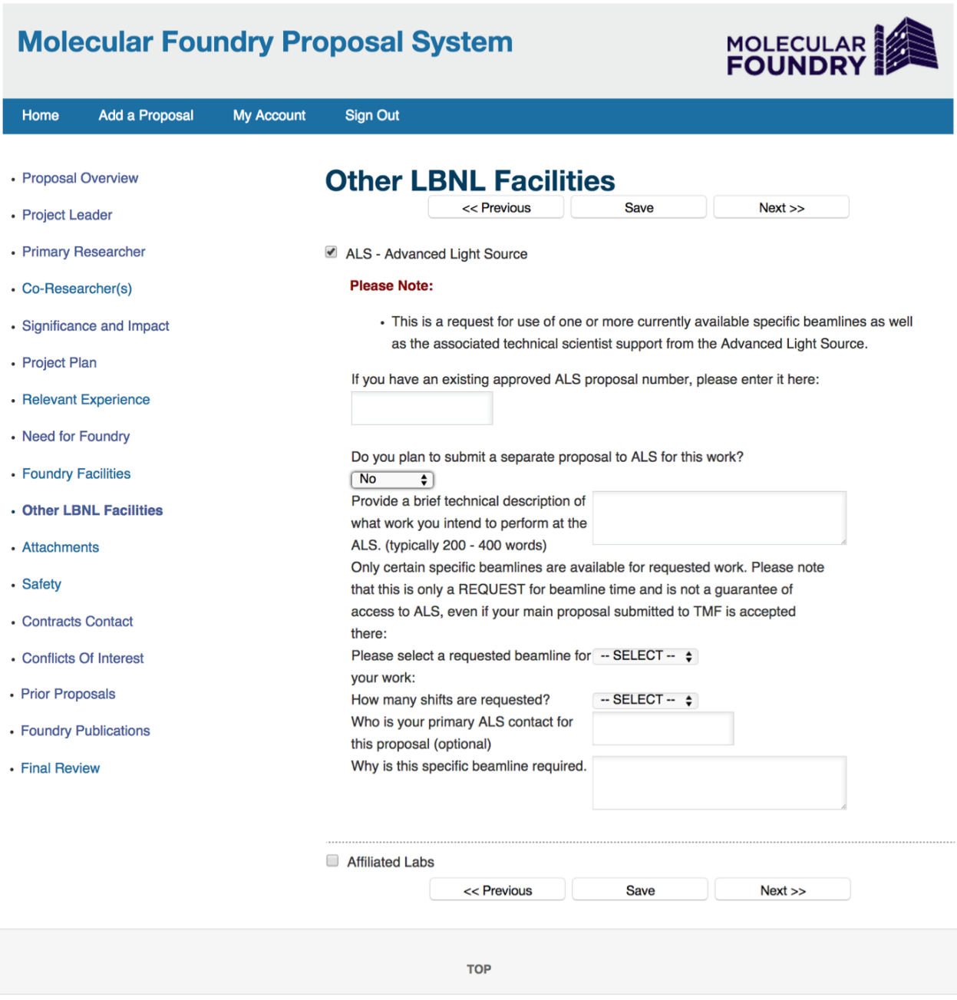 Molecular Foundry Proposal System
MOLECULAR
FOUNDRY
Home Add a Proposal My Account Sign Out
Proposal Overview
Project Leader
Primary Researcher
Co-Researcher(s)
Significance and Impact
Project Plan
Relevant Experience
Need for Foundry
Foundry Facilities
Other LBNL Facilities
Attachments
Safety
Contracts Contact
Conflicts Of Interest
Prior Proposals
Foundry Publications
Final Review
Other LBNL Facilities
<< Previous Save Next >>
ALS - Advanced Light Source
Please Note:
This is a request for use of one or more currently available specific beamlines as well
as the associated technical scientist support from the Advanced Light Source.
If you have an existing approved ALS proposal number, please enter it here:
Do you plan to submit a separate proposal to ALS for this work?
No
Provide a brief technical description of
what work you intend to perform at the
ALS. (typically 200 - 400 words)
Only certain specific beamlines are available for requested work. Please note
that this is only a REQUEST for beamline time and is not a guarantee of
access to ALS, even if your main proposal submitted to TMF is accepted
there:
Please select a requested beamline for -- SELECT --
your work:
How many shifts are requested? -- SELECT --
Who is your primary ALS contact for
this proposal (optional)
Why is this specific beamline required.
Affiliated Labs
<< Previous Save Next >>
TOP